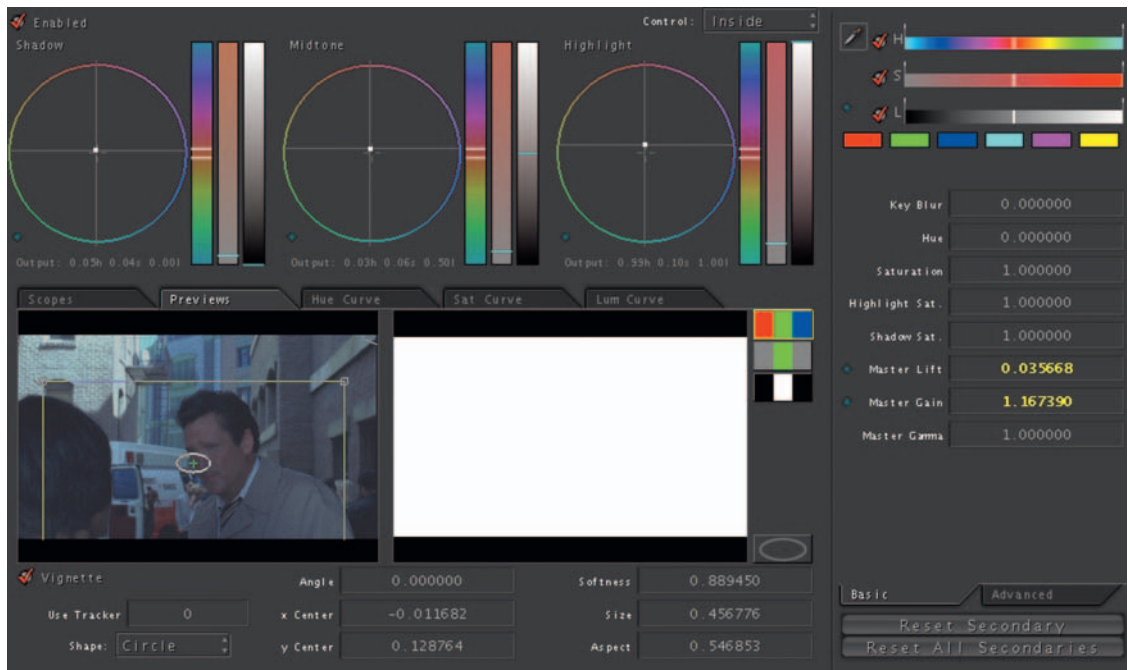 Enabled
Control: Inside
Shadow
Midtone
Highlight
H
S
L
Output: 0.05h 0.04s 0.00l
Output: 0.03h 0.06s 0.50l
Output: 0.99h 0.10s 1.00l
Key Blur 0.000000
Hue 0.000000
Saturation 1.000000
Highlight Sat. 1.000000
Shadow Sat. 1.000000
Master Lift 0.035668
Master Gain 1.167390
Master Gamma 1.000000
Scopes
Previews
Hue Curve
Sat Curve
Lum Curve
Vignette
Angle 0.000000
Softness 0.889450
Use Tracker 0
x Center -0.011682
Size 0.456776
Shape: Circle
y Center 0.128764
Aspect 0.546853
Basic
Advanced
Reset Secondary
Reset All Secondaries